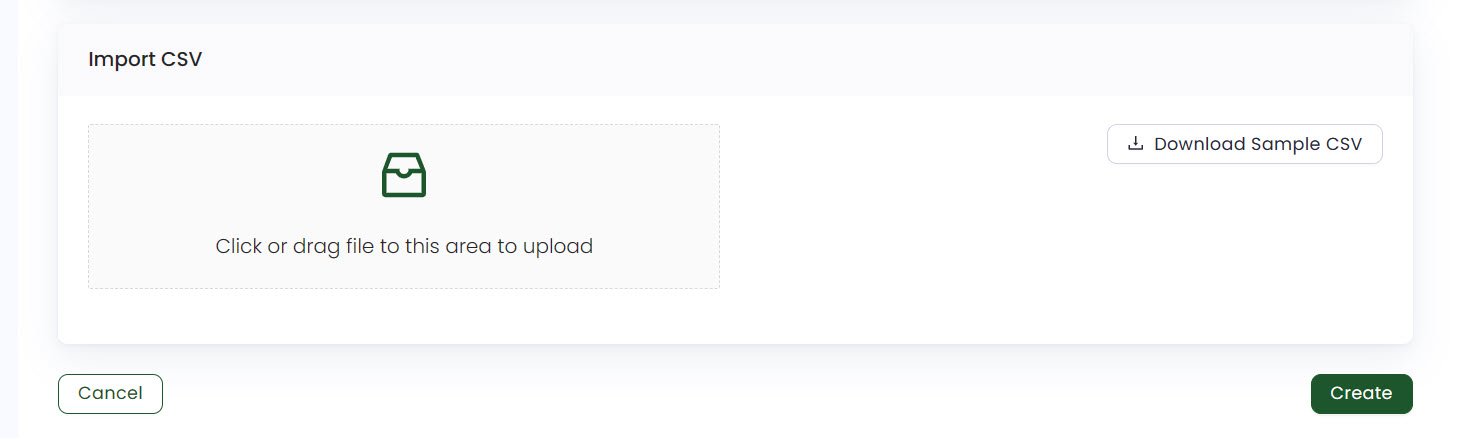 Import CSV
Download Sample CSV
Click or drag file to this area to upload
Cancel
Create